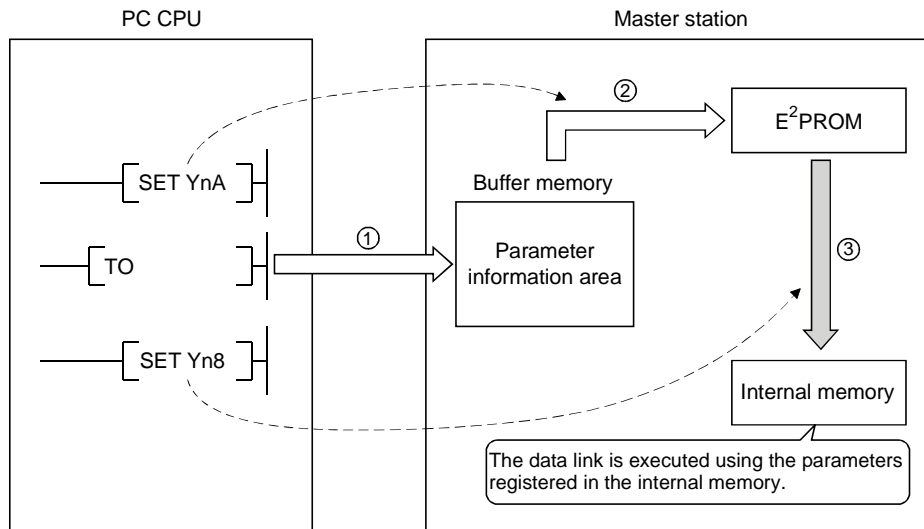 PC CPU
Master station
②
E²PROM
SET YnA
Buffer memory
①
TO
Parameter
information area
③
SET Yn8
Internal memory
The data link is executed using the parameters
registered in the internal memory.